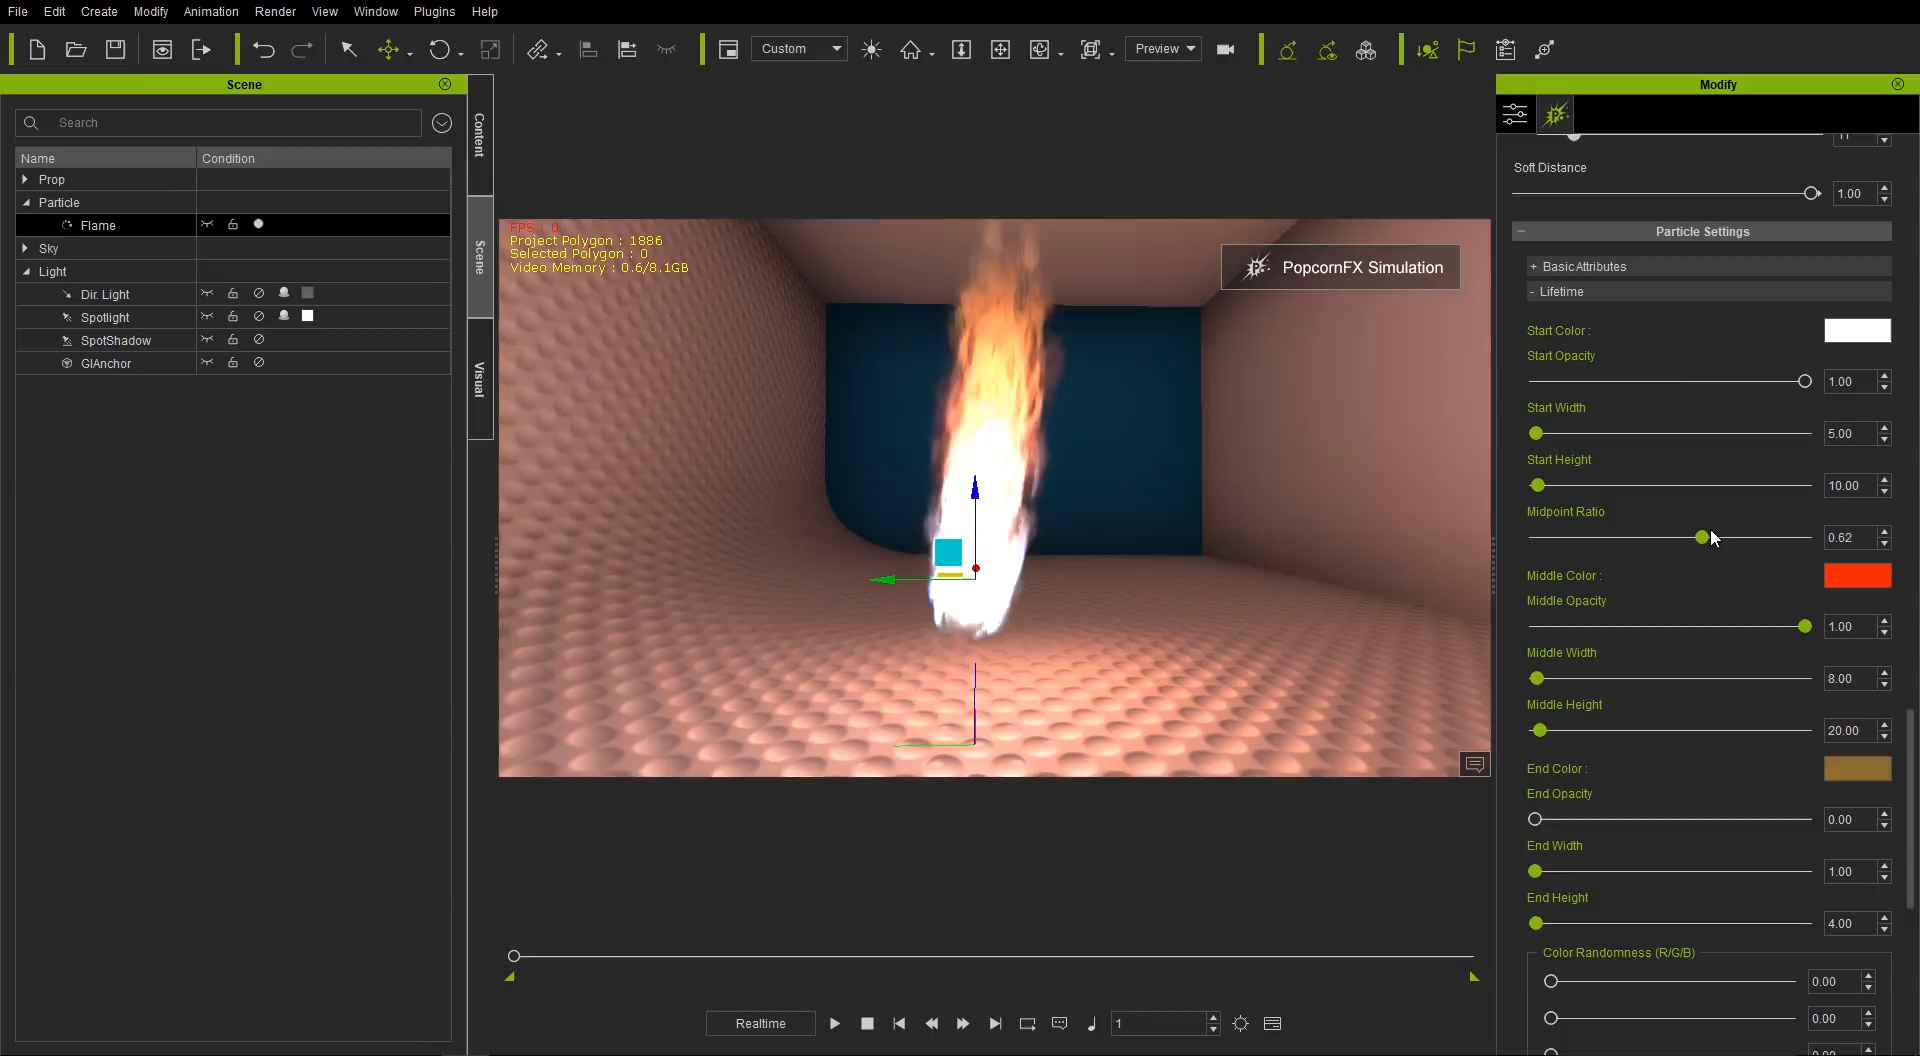 File Edit Create Modify Animation Render View Window Plugins Help
Custom
Preview
Scene
Search
Name Condition
Prop
Particle
Flame
Sky
Light
Dir. Light
Spotlight
SpotShadow
GIAnchor
Content
Scene
Visual
FPS : 0
Project Polygon : 1886
Selected Polygon : 0
Video Memory : 0.6/8.1GB
PopcornFX Simulation
Realtime
1
Modify
Soft Distance
1.00
- Particle Settings
+ Basic Attributes
- Lifetime
Start Color :
Start Opacity
1.00
Start Width
5.00
Start Height
10.00
Midpoint Ratio
0.62
Middle Color :
Middle Opacity
1.00
Middle Width
8.00
Middle Height
20.00
End Color :
End Opacity
0.00
End Width
1.00
End Height
4.00
Color Randomness (R/G/B)
0.00
0.00